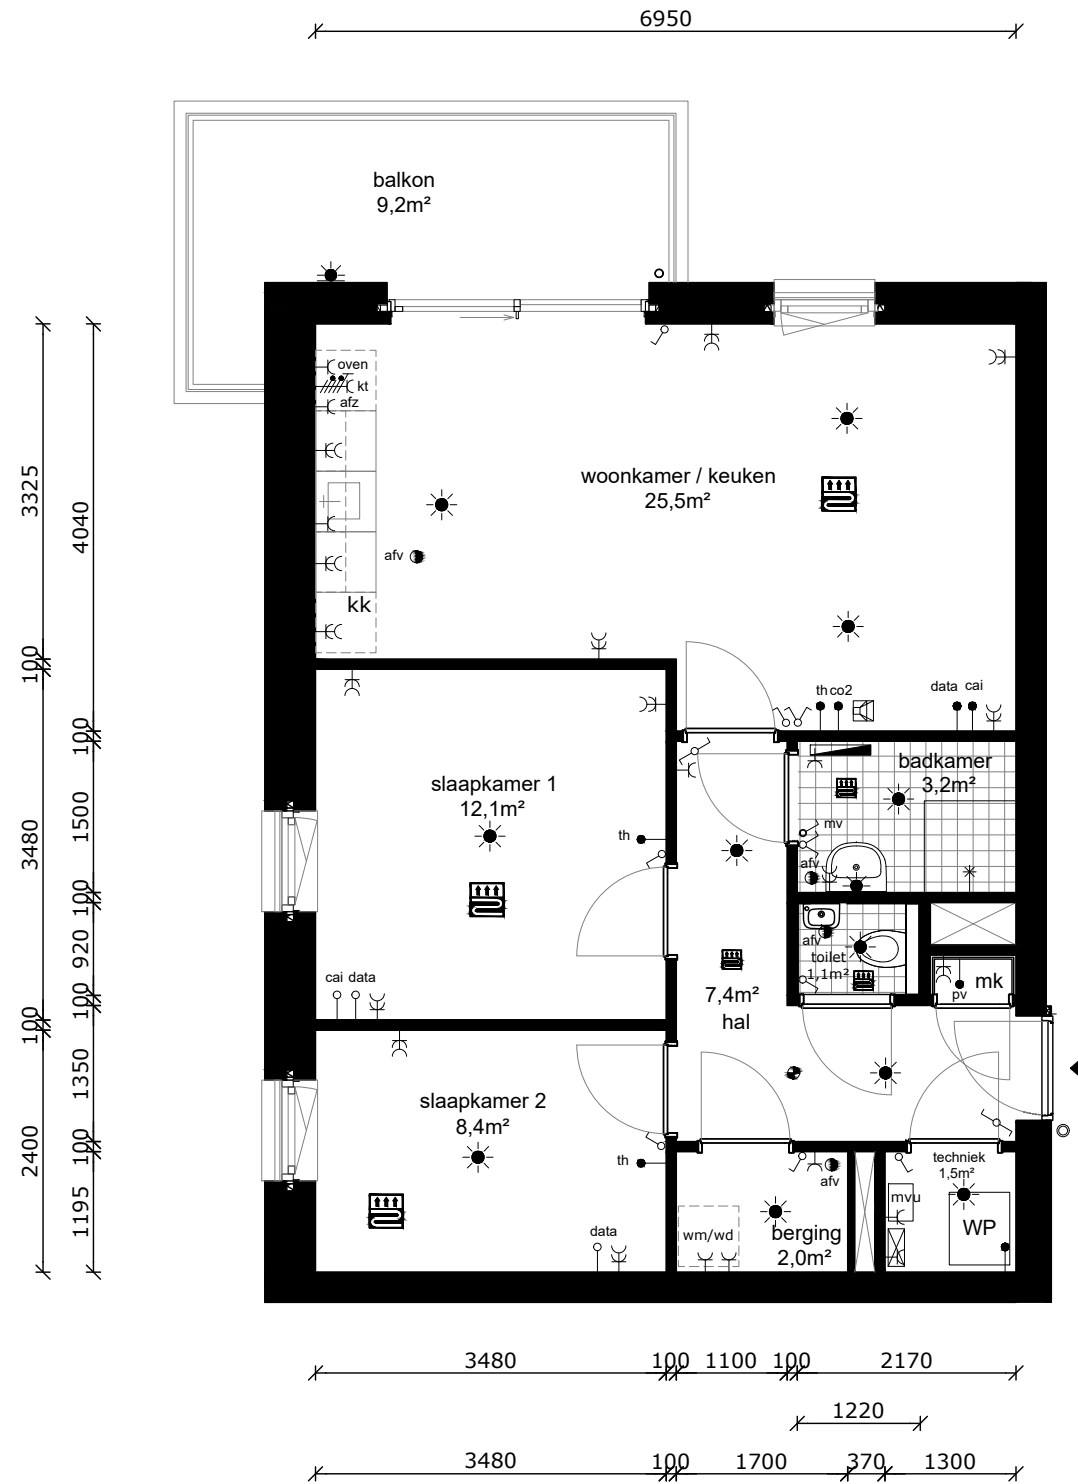 6950
balkon
9,2m²
oven
kt
afz
woonkamer / keuken
25,5m²
afv
kk
th co2
data cai
badkamer
3,2m²
slaapkamer 1
12,1m²
th
mv
afv
afv
toilet
1,1m²
mk
pv
cai data
7,4m²
hal
slaapkamer 2
8,4m²
th
data
wm/wd
berging
2,0m²
afv
techniek
1,5m²
mvu
WP
3325
100
3480
100
2400
4040
100
1500
100
920
100
1350
100
1195
3480 100 1100 100 2170
1220
3480 100 1700 370 1300